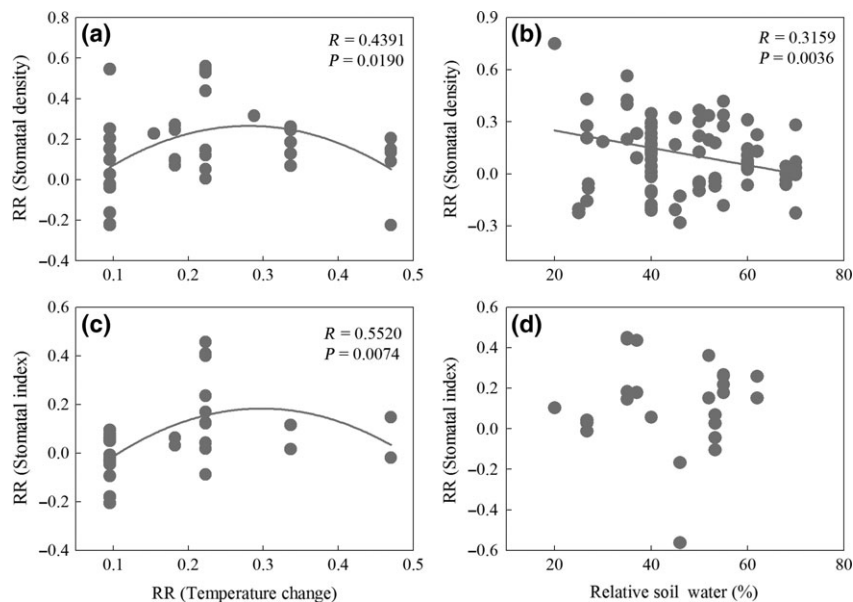 (a)
R = 0.4391
P = 0.0190
RR (Stomatal density)
0.8
0.6
0.4
0.2
0.0
−0.2
−0.4
0.1 0.2 0.3 0.4 0.5
(b)
R = 0.3159
P = 0.0036
RR (Stomatal density)
0.9
0.6
0.3
0.0
−0.3
20 40 60 80
(c)
R = 0.5520
P = 0.0074
RR (Stomatal index)
0.6
0.4
0.2
0.0
−0.2
−0.4
0.1 0.2 0.3 0.4 0.5
RR (Temperature change)
(d)
RR (Stomatal index)
0.6
0.4
0.2
0.0
−0.2
−0.4
−0.6
20 40 60 80
Relative soil water (%)